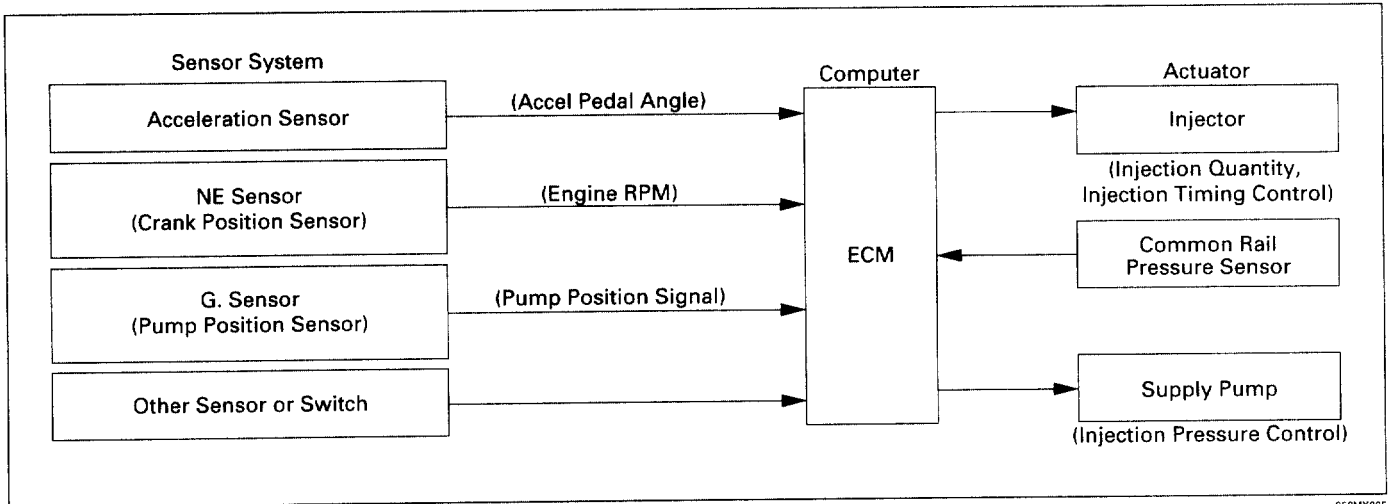 Sensor System
Acceleration Sensor
NE Sensor
(Crank Position Sensor)
G. Sensor
(Pump Position Sensor)
Other Sensor or Switch
(Accel Pedal Angle)
(Engine RPM)
(Pump Position Signal)
Computer
ECM
Actuator
Injector
(Injection Quantity,
Injection Timing Control)
Common Rail
Pressure Sensor
Supply Pump
(Injection Pressure Control)